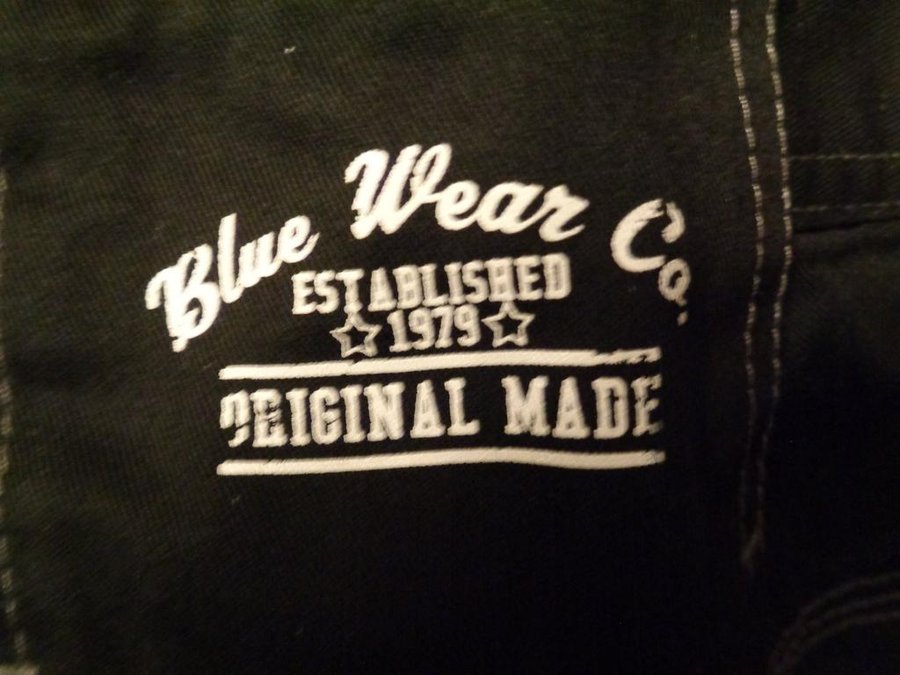 Blue Wear Co.
ESTABLISHED
1979
ORIGINAL MADE